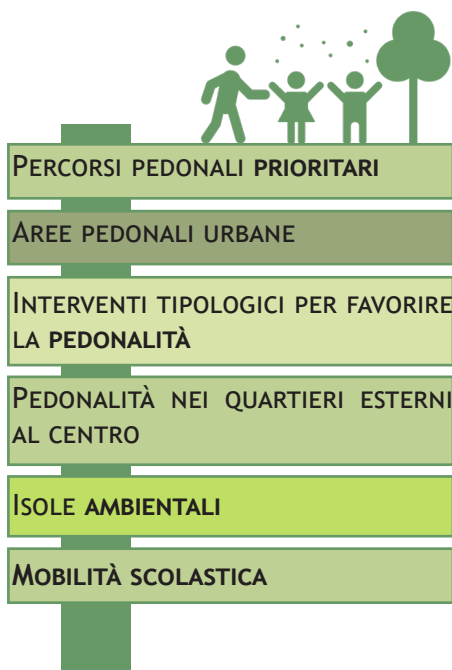 Percorsi pedonali prioritari
Aree pedonali urbane
Interventi tipologici per favorire
la pedonalità
Pedonalità nei quartieri esterni
al centro
Isole ambientali
Mobilità scolastica